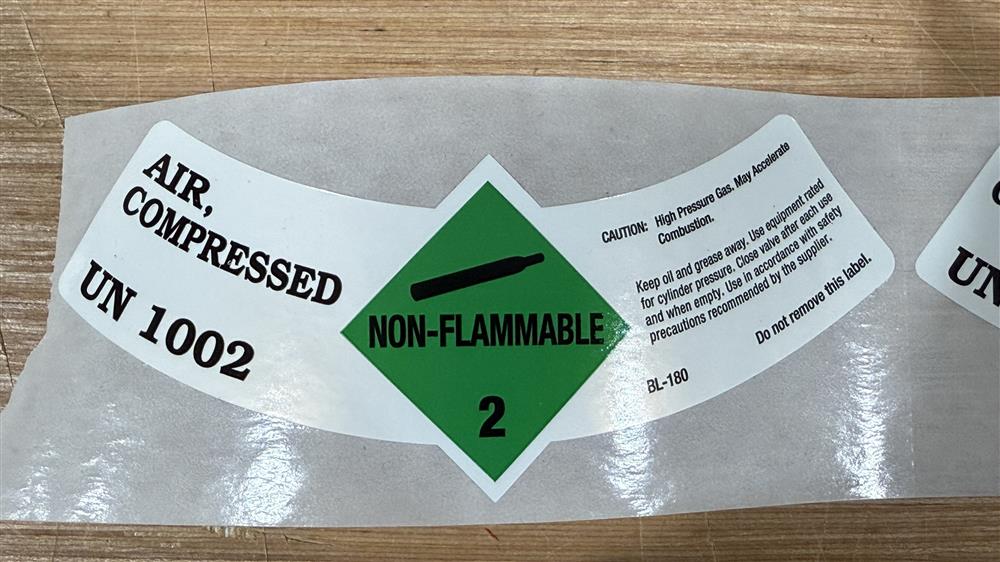 AIR,
COMPRESSED
UN 1002
NON-FLAMMABLE
2
CAUTION: High Pressure Gas. May Accelerate
Combustion.
Keep oil and grease away. Use equipment rated
for cylinder pressure. Close valve after each use
and when empty. Use in accordance with safety
precautions recommended by the supplier.
Do not remove this label.
BL-180
UN